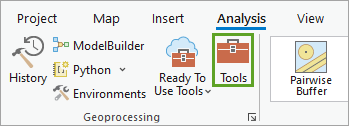 Project Map Insert Analysis View
History
ModelBuilder
Python
Environments
Ready To
Use Tools
Tools
Pairwise
Buffer
Geoprocessing